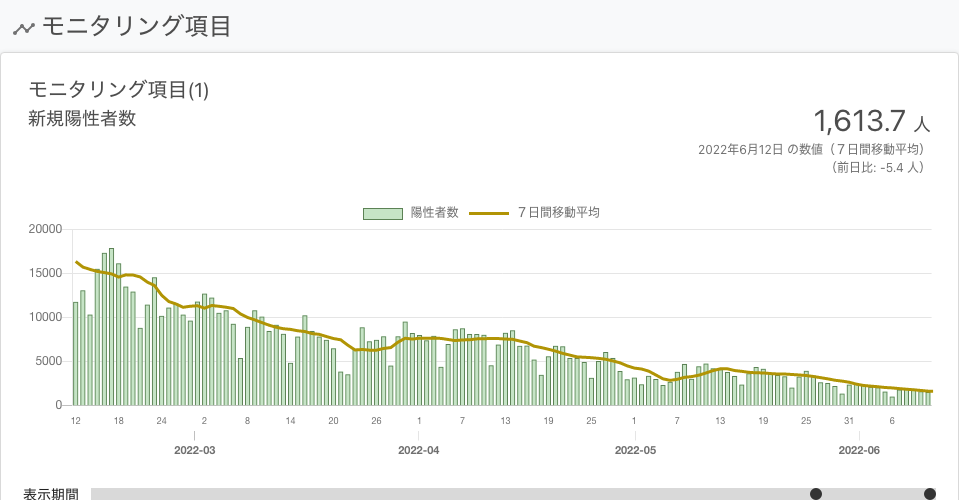 モニタリング項目
モニタリング項目(1)
新規陽性者数
1,613.7 人
2022年6月12日 の数値（７日間移動平均）
（前日比: -5.4 人）
陽性者数 ７日間移動平均
20000
15000
10000
5000
0
12 18 24 2 8 14 20 26 1 7 13 19 25 1 7 13 19 25 31 6
2022-03 2022-04 2022-05 2022-06
表示期間